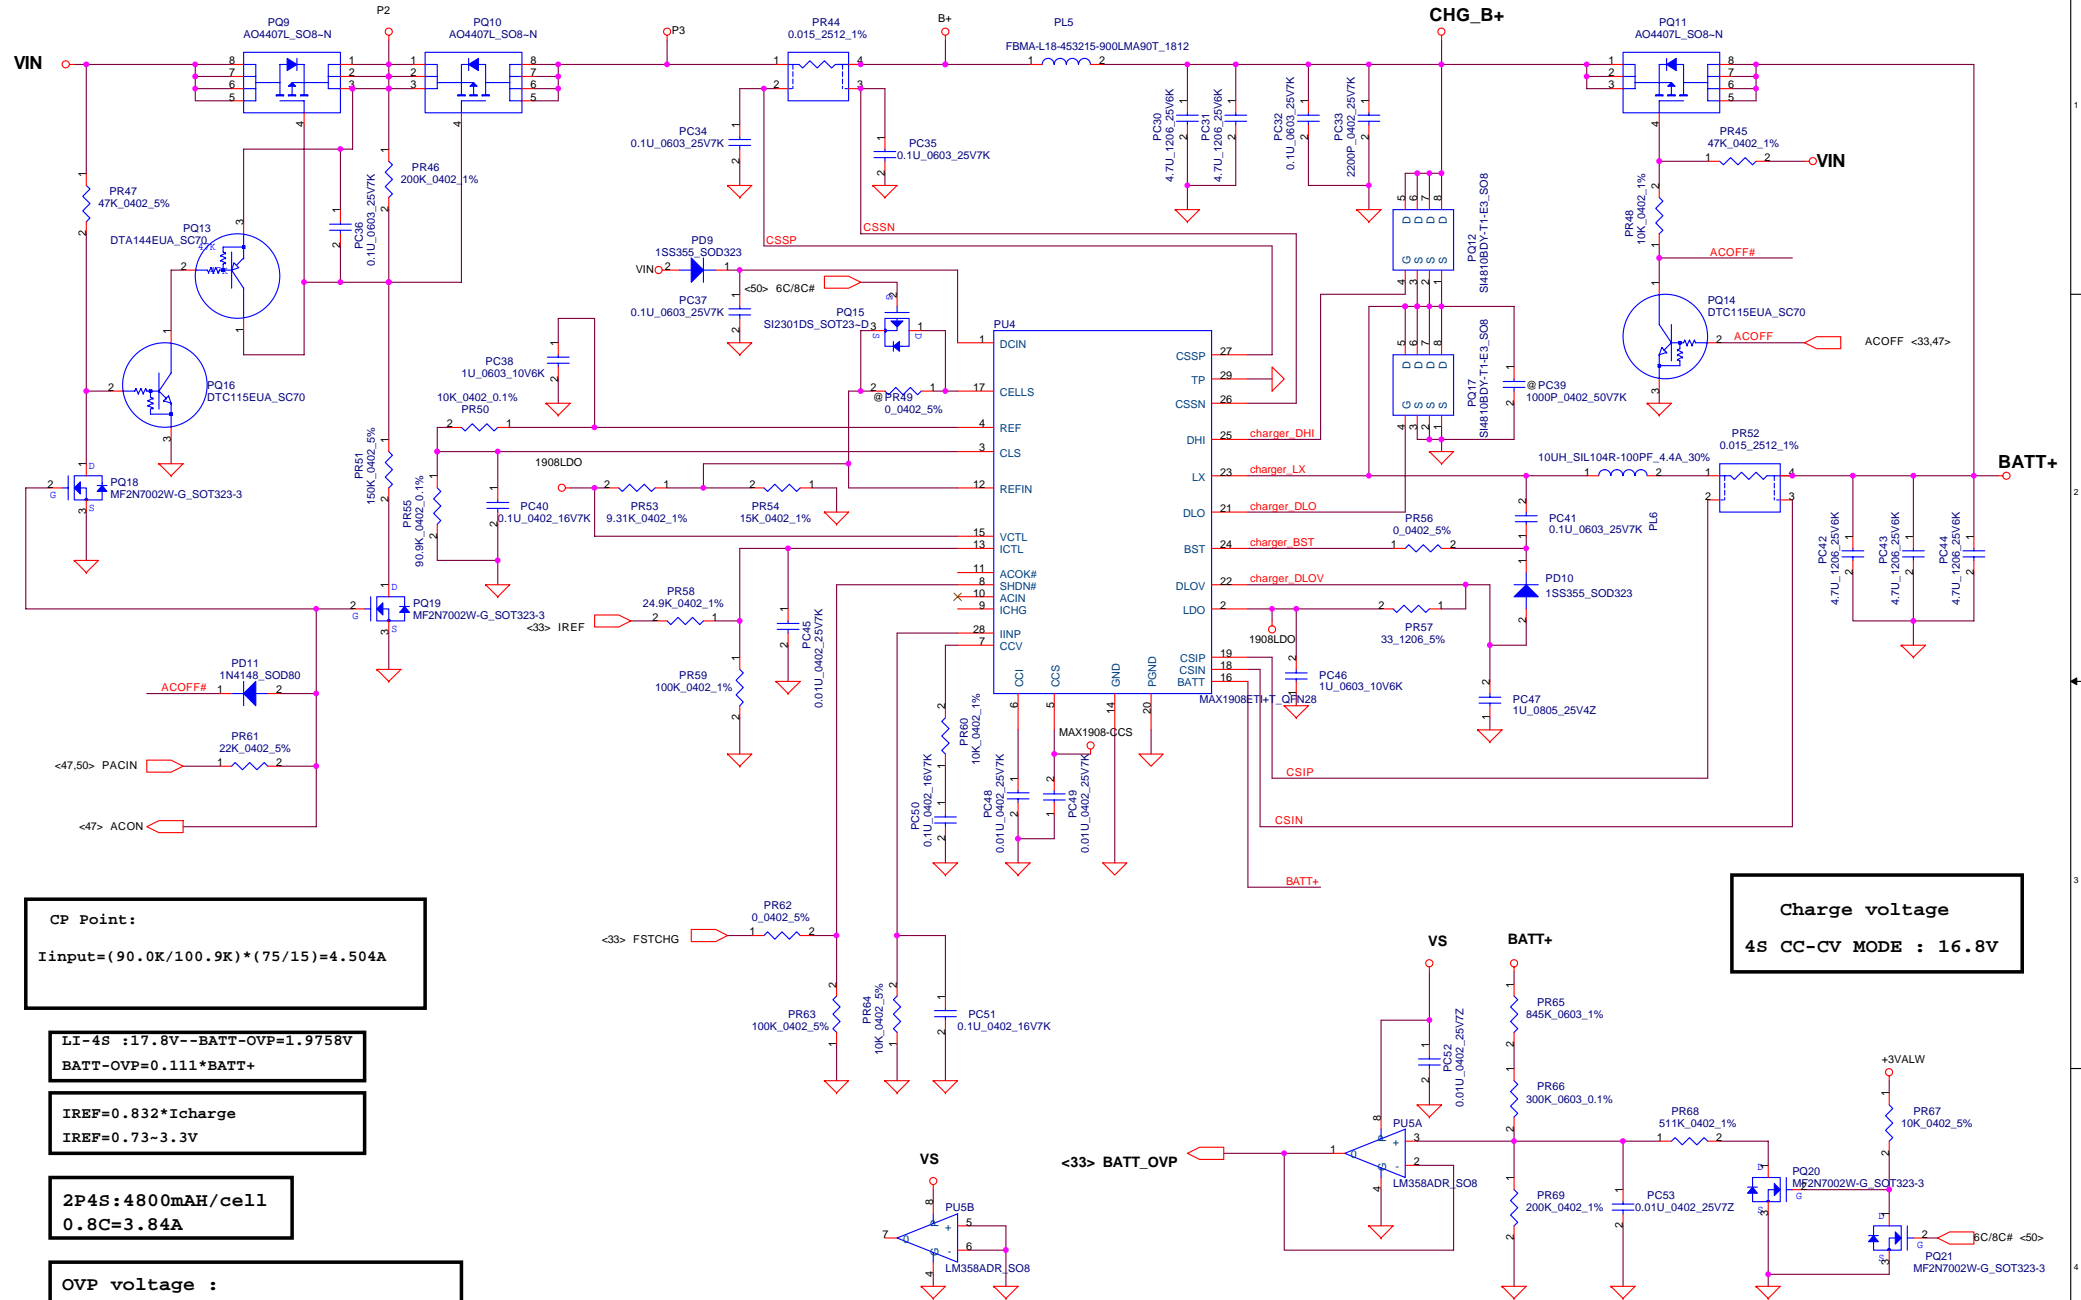 VIN
PQ9
AO4407L_SO8~N
P2
PQ10
AO4407L_SO8~N
P3
PR44
0.015_2512_1%
B+
PL5
FBMA-L18-453215-900LMA90T_1812
CHG_B+
PQ11
AO4407L_SO8~N
PC34
0.1U_0603_25V7K
PC35
0.1U_0603_25V7K
PC30
4.7U_1206_25V6K
PC31
4.7U_1206_25V6K
PC32
0.1U_0603_25V7K
PC33
2200P_0402_25V7K
PR45
47K_0402_1%
VIN
PR47
47K_0402_5%
PQ13
DTA144EUA_SC70
47K
PC36
0.1U_0603_25V7K
PR46
200K_0402_1%
CSSP
CSSN
PD9
1SS355_SOD323
VIN
PC37
0.1U_0603_25V7K
<50> 6C/8C#
PQ15
SI2301DS_SOT23~D
PQ12
SI4810BDY-T1-E3_SO8
PR48
10K_0402_1%
ACOFF#
PQ14
DTC115EUA_SC70
ACOFF
ACOFF <33,47>
PQ16
DTC115EUA_SC70
PC38
1U_0603_10V6K
10K_0402_0.1%
PR50
@PR49
0_0402_5%
PQ17
SI4810BDY-T1-E3_SO8
@PC39
1000P_0402_50V7K
PU4
DCIN
CELLS
REF
CLS
REFIN
VCTL
ICTL
ACOK#
SHDN#
ACIN
ICHG
IINP
CCV
CCI
CCS
GND
PGND
CSSP
TP
CSSN
DHI
LX
DLO
BST
DLOV
LDO
CSIP
CSIN
BATT
MAX1908ETI+T_QFN28
charger_DHI
charger_LX
charger_DLO
charger_BST
charger_DLOV
1908LDO
PQ18
MF2N7002W-G_SOT323-3
PR51
150K_0402_5%
PR55
90.9K_0402_0.1%
PC40
0.1U_0402_16V7K
1908LDO
PR53
9.31K_0402_1%
PR54
15K_0402_1%
10UH_SIL104R-100PF_4.4A_30%
PL6
PR52
0.015_2512_1%
BATT+
PC41
0.1U_0603_25V7K
PR56
0_0402_5%
PD10
1SS355_SOD323
PR57
33_1206_5%
PC42
4.7U_1206_25V6K
PC43
4.7U_1206_25V6K
PC44
4.7U_1206_25V6K
PQ19
MF2N7002W-G_SOT323-3
PR58
24.9K_0402_1%
<33> IREF
PC45
0.01U_0402_25V7K
PR59
100K_0402_1%
PC46
1U_0603_10V6K
PC47
1U_0805_25V4Z
PD11
1N4148_SOD80
ACOFF#
PR61
22K_0402_5%
<47,50> PACIN
<47> ACON
PR60
10K_0402_1%
PC50
0.1U_0402_16V7K
PC48
0.01U_0402_25V7K
PC49
0.01U_0402_25V7K
MAX1908-CCS
CSIP
CSIN
BATT+
CP Point:
Iinput=(90.0K/100.9K)*(75/15)=4.504A
<33> FSTCHG
PR62
0_0402_5%
PR63
100K_0402_5%
PR64
10K_0402_5%
PC51
0.1U_0402_16V7K
Charge voltage
4S CC-CV MODE : 16.8V
LI-4S :17.8V--BATT-OVP=1.9758V
BATT-OVP=0.111*BATT+
IREF=0.832*Icharge
IREF=0.73~3.3V
2P4S:4800mAH/cell
0.8C=3.84A
OVP voltage :
VS
PC52
0.01U_0402_25V7Z
BATT+
PR65
845K_0603_1%
PR66
300K_0603_0.1%
PR68
511K_0402_1%
+3VALW
PR67
10K_0402_5%
PU5A
LM358ADR_SO8
<33> BATT_OVP
VS
PU5B
LM358ADR_SO8
PR69
200K_0402_1%
PC53
0.01U_0402_25V7Z
PQ20
MF2N7002W-G_SOT323-3
6C/8C# <50>
PQ21
MF2N7002W-G_SOT323-3